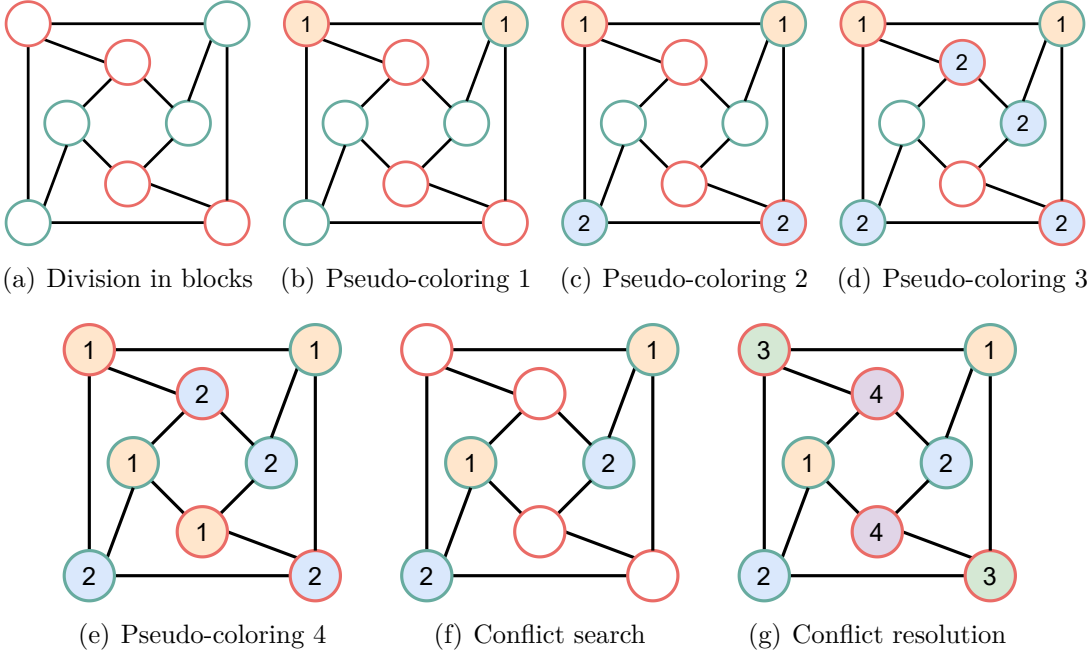 1 1 1 1 1 1
2 2
2
2 2 2 2
(a) Division in blocks (b) Pseudo-coloring 1 (c) Pseudo-coloring 2 (d) Pseudo-coloring 3
1 1 1 3 1
2 4
1 2 1 2 1 2
1 4
2 2 2 2 3
(e) Pseudo-coloring 4 (f) Conflict search (g) Conflict resolution